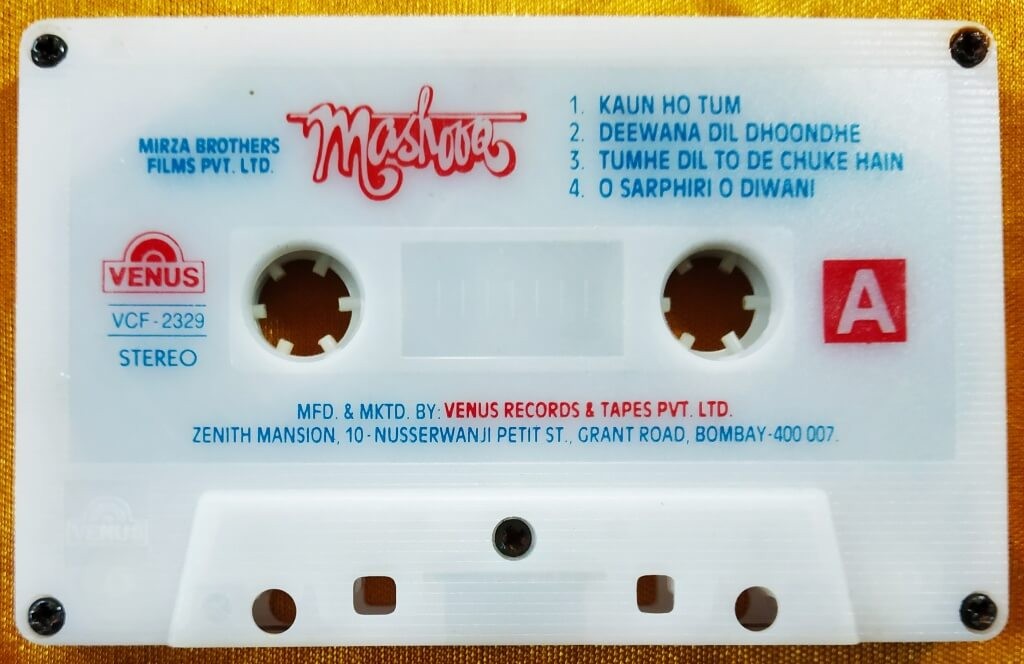 MIRZA BROTHERS
FILMS PVT. LTD.
Mashooq
1. KAUN HO TUM
2. DEEWANA DIL DHOONDHE
3. TUMHE DIL TO DE CHUKE HAIN
4. O SARPHIRI O DIWANI
VENUS
VCF - 2329
STEREO
A
MFD. & MKTD. BY: VENUS RECORDS & TAPES PVT. LTD.
ZENITH MANSION, 10 - NUSSERWANJI PETIT ST., GRANT ROAD, BOMBAY-400 007.
VENUS